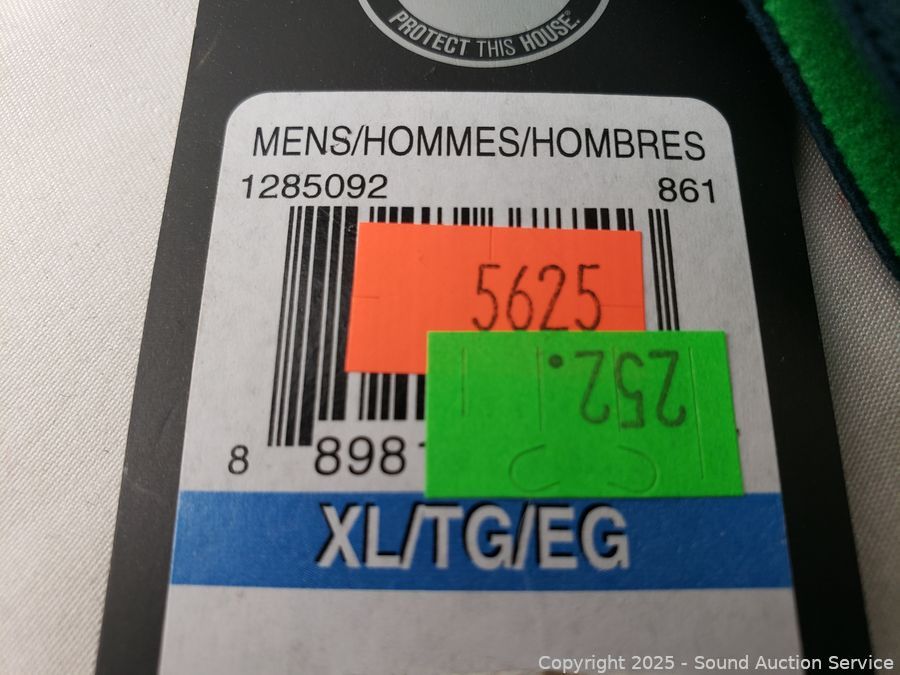 PROTECT THIS HOUSE.®
MENS/HOMMES/HOMBRES
1285092 861
5625
252.
8 898
XL/TG/EG
Copyright 2025 - Sound Auction Service